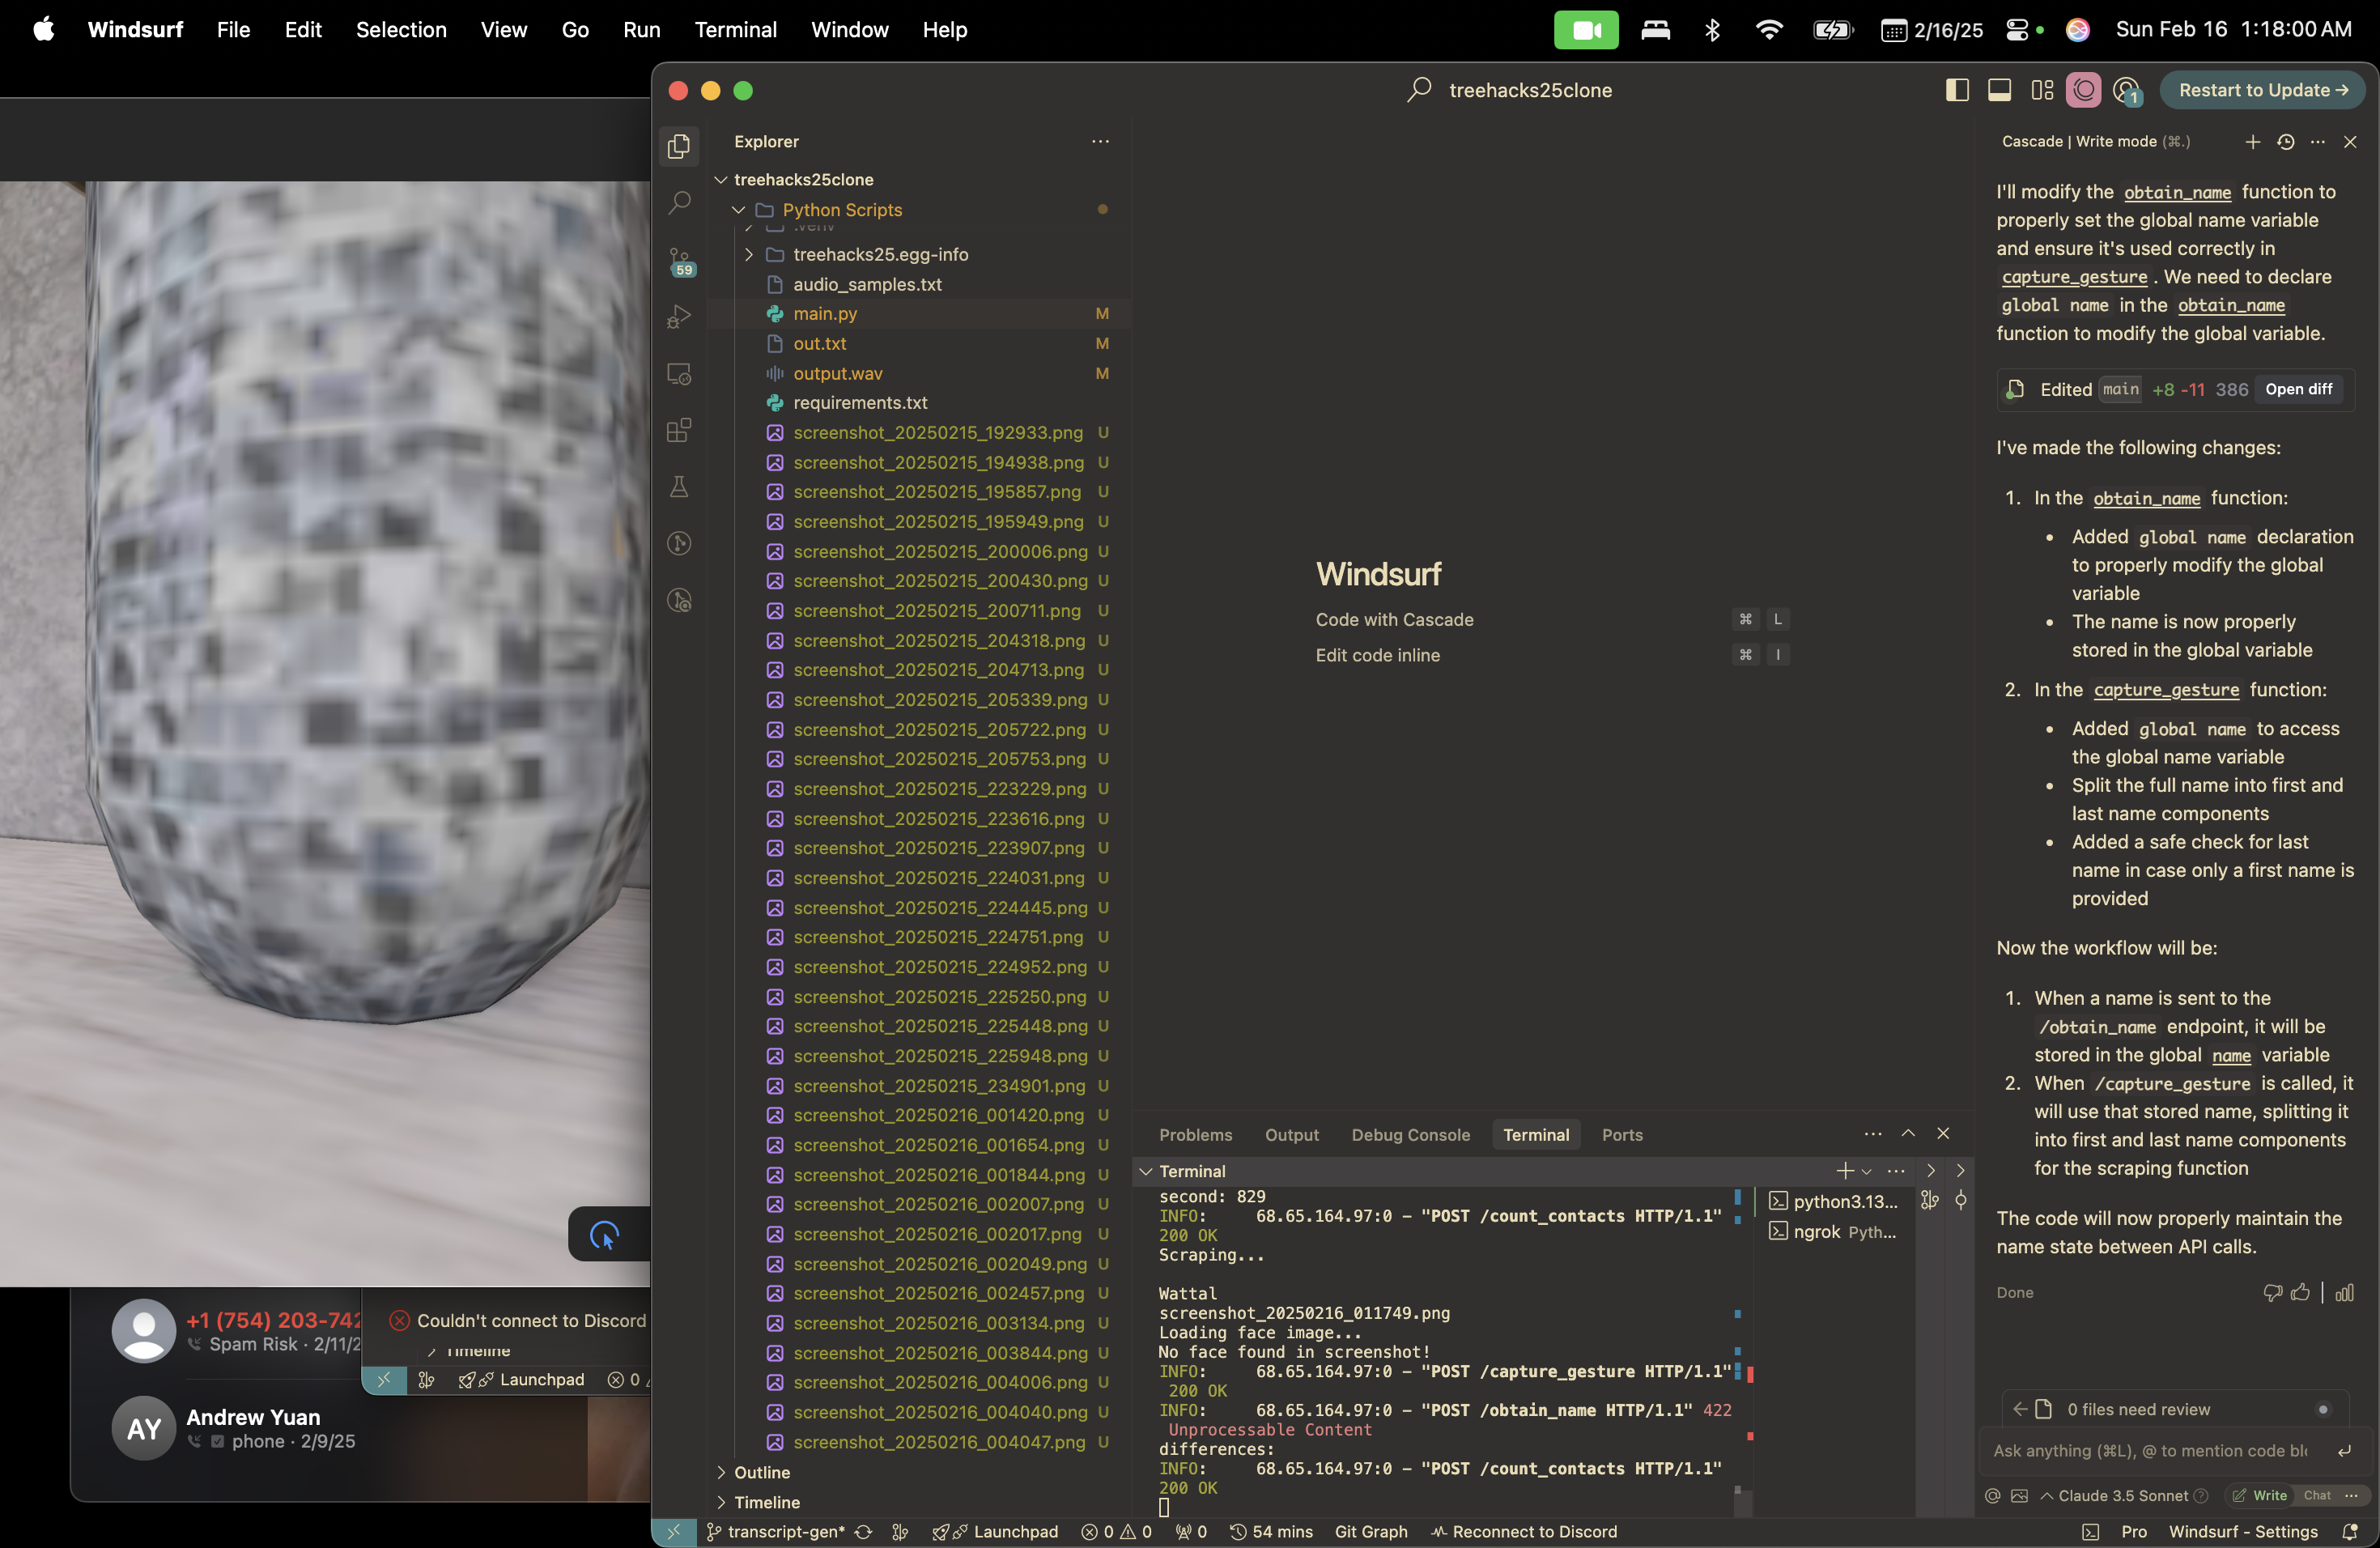 Windsurf File Edit Selection View Go Run Terminal Window Help
2/16/25 Sun Feb 16 1:18:00 AM
treehacks25clone
1
Restart to Update →
Explorer
treehacks25clone
Python Scripts
.venv
treehacks25.egg-info
audio_samples.txt
main.py M
out.txt M
output.wav M
requirements.txt
screenshot_20250215_192933.png U
screenshot_20250215_194938.png U
screenshot_20250215_195857.png U
screenshot_20250215_195949.png U
screenshot_20250215_200006.png U
screenshot_20250215_200430.png U
screenshot_20250215_200711.png U
screenshot_20250215_204318.png U
screenshot_20250215_204713.png U
screenshot_20250215_205339.png U
screenshot_20250215_205722.png U
screenshot_20250215_205753.png U
screenshot_20250215_223229.png U
screenshot_20250215_223616.png U
screenshot_20250215_223907.png U
screenshot_20250215_224031.png U
screenshot_20250215_224445.png U
screenshot_20250215_224751.png U
screenshot_20250215_224952.png U
screenshot_20250215_225250.png U
screenshot_20250215_225448.png U
screenshot_20250215_225948.png U
screenshot_20250215_234901.png U
screenshot_20250216_001420.png U
screenshot_20250216_001654.png U
screenshot_20250216_001844.png U
screenshot_20250216_002007.png U
screenshot_20250216_002017.png U
screenshot_20250216_002049.png U
screenshot_20250216_002457.png U
screenshot_20250216_003134.png U
screenshot_20250216_003844.png U
screenshot_20250216_004006.png U
screenshot_20250216_004040.png U
screenshot_20250216_004047.png U
Outline
Timeline
59
Windsurf
Code with Cascade ⌘ L
Edit code inline ⌘ I
Problems Output Debug Console Terminal Ports
Terminal
second: 829
INFO: 68.65.164.97:0 - "POST /count_contacts HTTP/1.1"
200 OK
Scraping...
Wattal
screenshot_20250216_011749.png
Loading face image...
No face found in screenshot!
INFO: 68.65.164.97:0 - "POST /capture_gesture HTTP/1.1"
200 OK
INFO: 68.65.164.97:0 - "POST /obtain_name HTTP/1.1" 422
Unprocessable Content
differences:
INFO: 68.65.164.97:0 - "POST /count_contacts HTTP/1.1"
200 OK
python3.13...
ngrok Pyth...
Cascade | Write mode (⌘.)
I'll modify the obtain_name function to
properly set the global name variable
and ensure it's used correctly in
capture_gesture . We need to declare
global name in the obtain_name
function to modify the global variable.
Edited main +8 -11 386 Open diff
I've made the following changes:
1. In the obtain_name function:
• Added global name declaration
to properly modify the global
variable
• The name is now properly
stored in the global variable
2. In the capture_gesture function:
• Added global name to access
the global name variable
• Split the full name into first and
last name components
• Added a safe check for last
name in case only a first name is
provided
Now the workflow will be:
1. When a name is sent to the
/obtain_name endpoint, it will be
stored in the global name variable
2. When /capture_gesture is called, it
will use that stored name, splitting it
into first and last name components
for the scraping function
The code will now properly maintain the
name state between API calls.
Done
0 files need review
Ask anything (⌘L), @ to mention code bl
Claude 3.5 Sonnet Write Chat
+1 (754) 203-742
Spam Risk · 2/11/2
AY
Andrew Yuan
phone · 2/9/25
Couldn't connect to Discord
Timeline
Launchpad 0
transcript-gen* Launchpad 0 0 0 54 mins Git Graph Reconnect to Discord Pro Windsurf - Settings